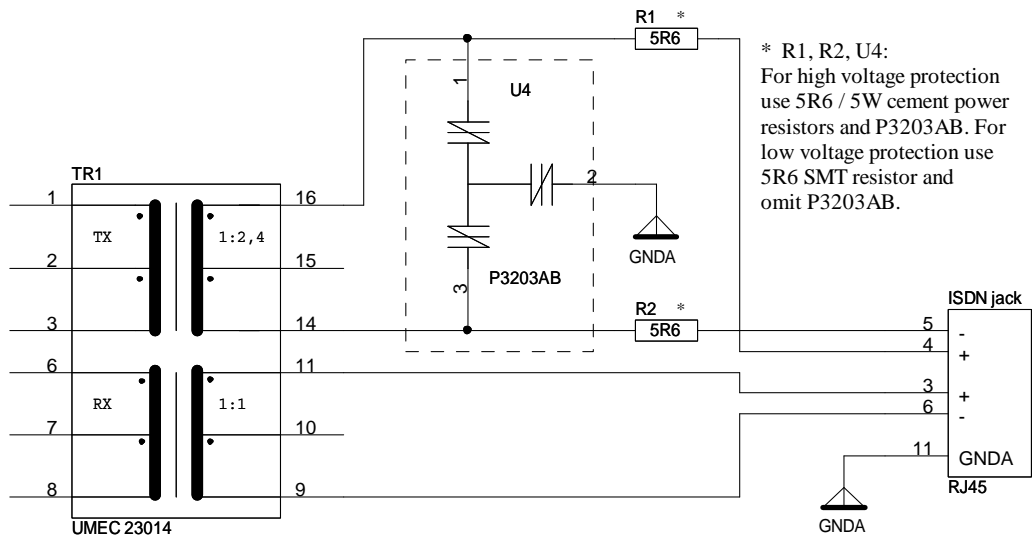 R1 *
5R6
* R1, R2, U4:
For high voltage protection
use 5R6 / 5W cement power
resistors and P3203AB. For
low voltage protection use
5R6 SMT resistor and
omit P3203AB.
1
U4
TR1
1
16
2
TX
1:2,4
GNDA
2
15
P3203AB
3
R2 *
ISDN jack
3
14
5R6
5
-
4
+
6
11
3
+
RX
1:1
6
-
7
10
11
GNDA
8
9
RJ45
UMEC 23014
GNDA